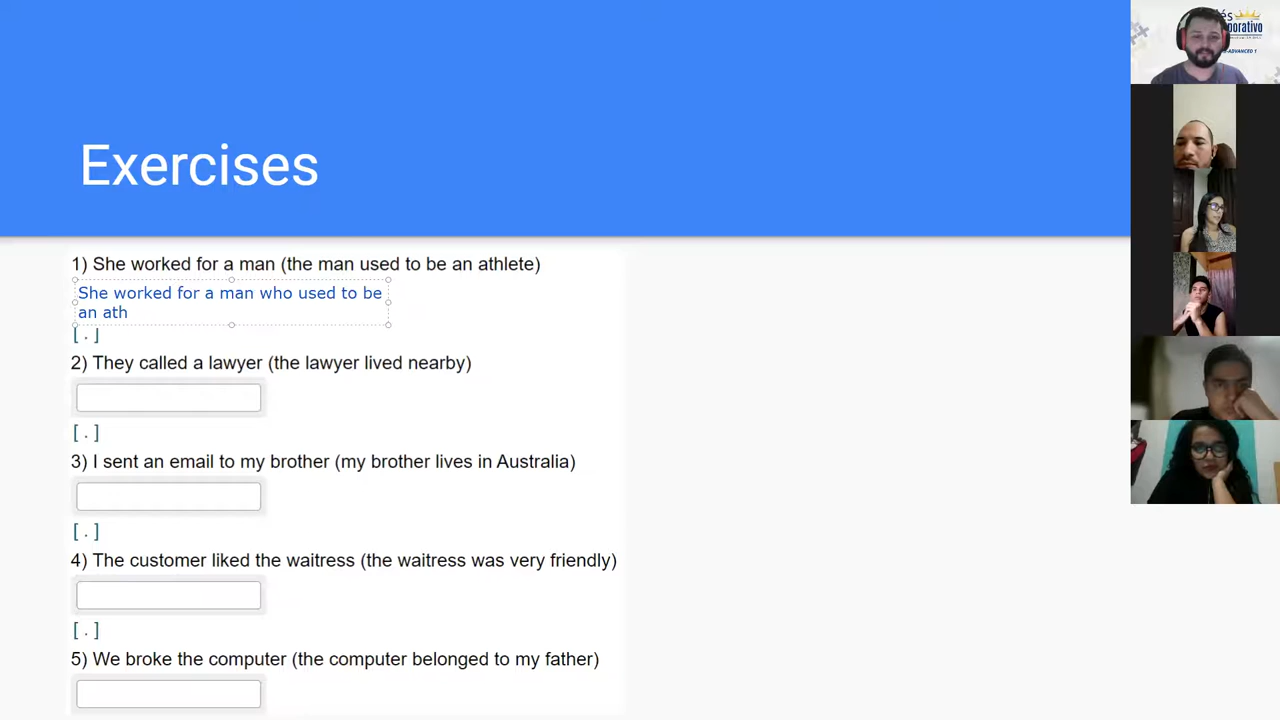 Exercises
1) She worked for a man (the man used to be an athlete)
She worked for a man who used to be
an ath
[ . ]
2) They called a lawyer (the lawyer lived nearby)
[ . ]
3) I sent an email to my brother (my brother lives in Australia)
[ . ]
4) The customer liked the waitress (the waitress was very friendly)
[ . ]
5) We broke the computer (the computer belonged to my father)